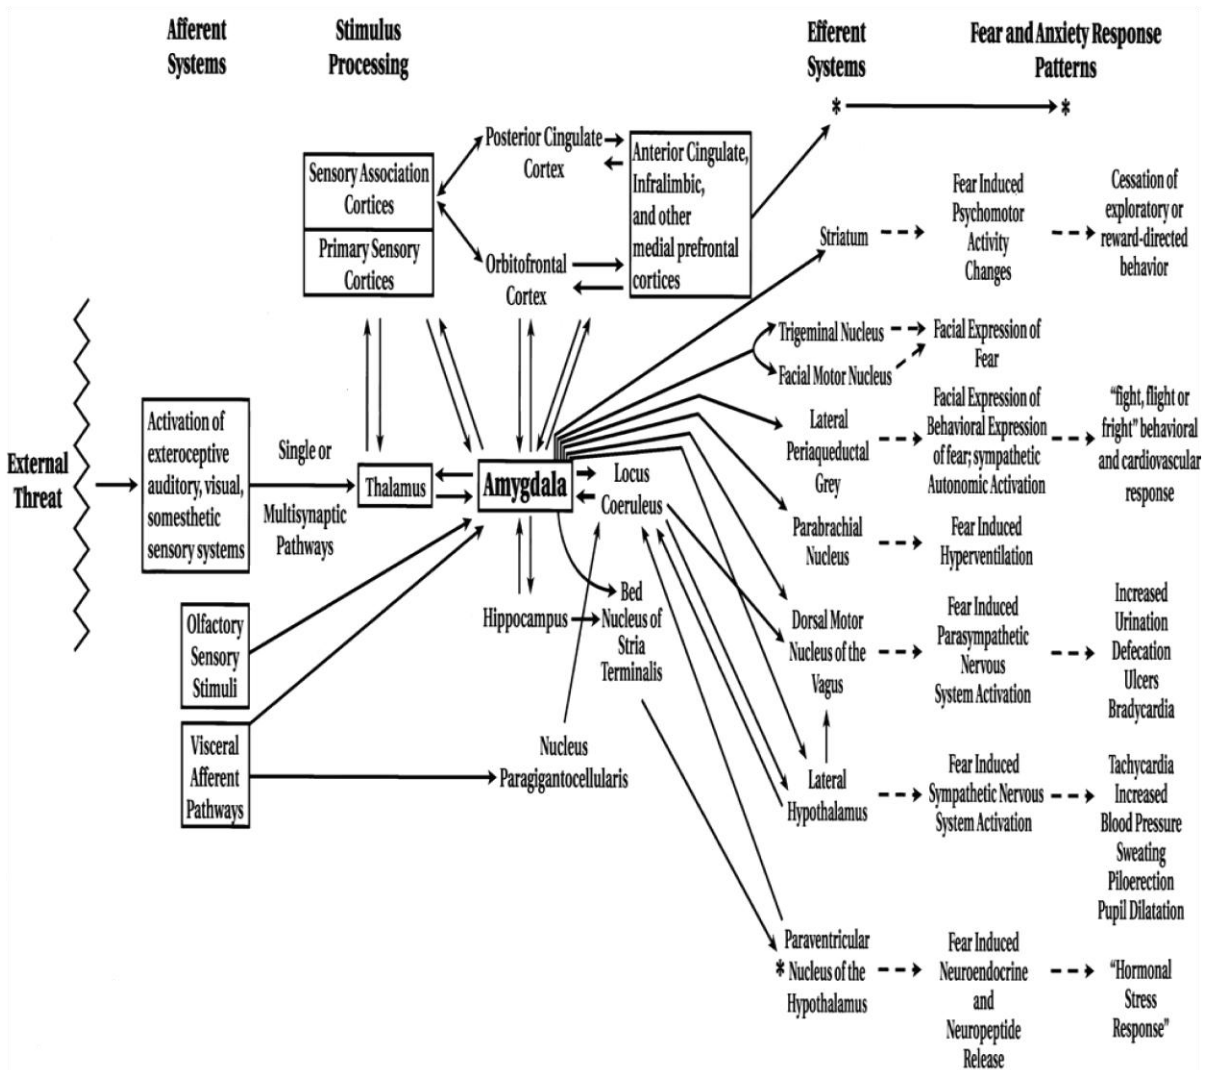 Afferent
Systems
Stimulus
Processing
Efferent
Systems
Fear and Anxiety Response
Patterns
*
*
Posterior Cingulate
Cortex
Sensory Association
Cortices
Primary Sensory
Cortices
Orbitofrontal
Cortex
Anterior Cingulate,
Infralimbic,
and other
medial prefrontal
cortices
Striatum
Fear Induced
Psychomotor
Activity
Changes
Cessation of
exploratory or
reward-directed
behavior
Trigeminal Nucleus
Facial Motor Nucleus
Facial Expression of
Fear
External
Threat
Activation of
exteroceptive
auditory, visual,
somesthetic
sensory systems
Single or
Multisynaptic
Pathways
Thalamus
Amygdala
Locus
Coeruleus
Lateral
Periaqueductal
Grey
Facial Expression of
Behavioral Expression
of fear; sympathetic
Autonomic Activation
“fight, flight or
fright” behavioral
and cardiovascular
response
Parabrachial
Nucleus
Fear Induced
Hyperventilation
Olfactory
Sensory
Stimuli
Hippocampus
Bed
Nucleus of
Stria
Terminalis
Dorsal Motor
Nucleus of the
Vagus
Fear Induced
Parasympathetic
Nervous
System Activation
Increased
Urination
Defecation
Ulcers
Bradycardia
Visceral
Afferent
Pathways
Nucleus
Paragigantocellularis
Lateral
Hypothalamus
Fear Induced
Sympathetic Nervous
System Activation
Tachycardia
Increased
Blood Pressure
Sweating
Piloerection
Pupil Dilatation
Paraventricular
* Nucleus of the
Hypothalamus
Fear Induced
Neuroendocrine
and
Neuropeptide
Release
“Hormonal
Stress
Response”